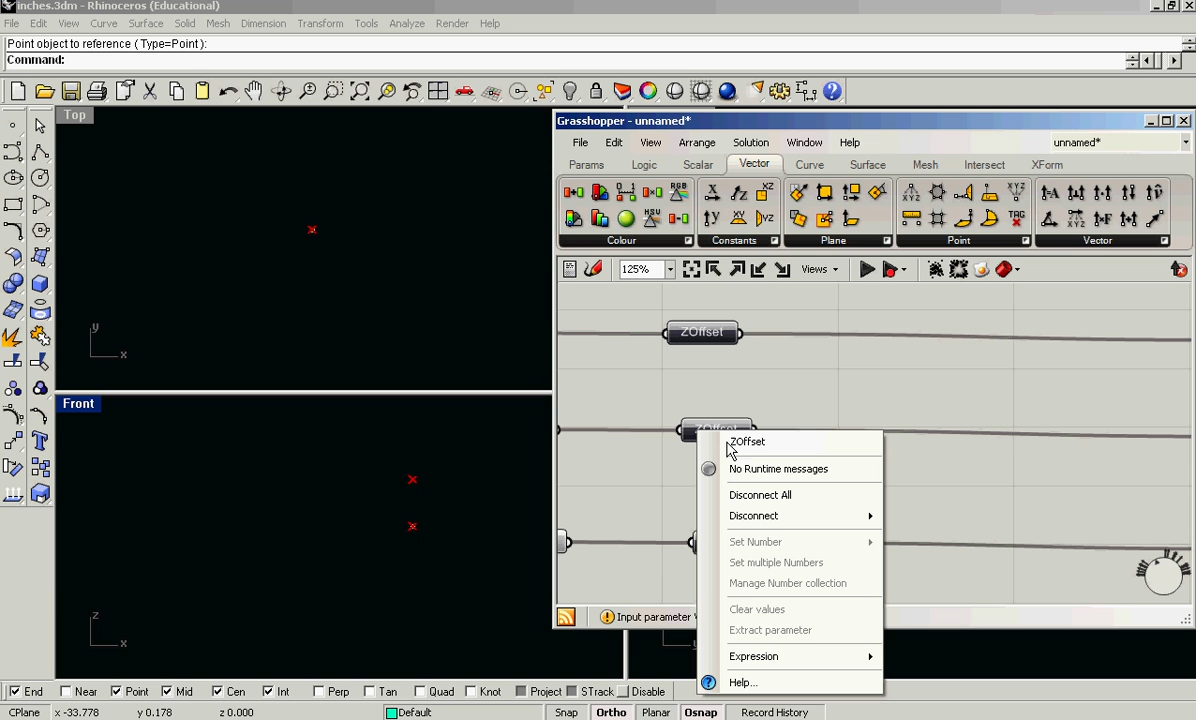 inches.3dm - Rhinoceros (Educational)
File Edit View Curve Surface Solid Mesh Dimension Transform Tools Analyze Render Help
Point object to reference ( Type=Point ):
Command:
Top
Grasshopper - unnamed*
File Edit View Arrange Solution Window Help unnamed*
Params Logic Scalar Vector Curve Surface Mesh Intersect XForm
Colour Constants Plane Point Vector
125% Views
ZOffset
y
x
Front
ZOffset
ZOffset
No Runtime messages
Disconnect All
Disconnect
Set Number
Set multiple Numbers
Manage Number collection
Clear values
Extract parameter
Expression
Help...
Input parameter
z
x
End Near Point Mid Cen Int Perp Tan Quad Knot Project STrack Disable
CPlane x -33.778 y 0.178 z 0.000 Default Snap Ortho Planar Osnap Record History